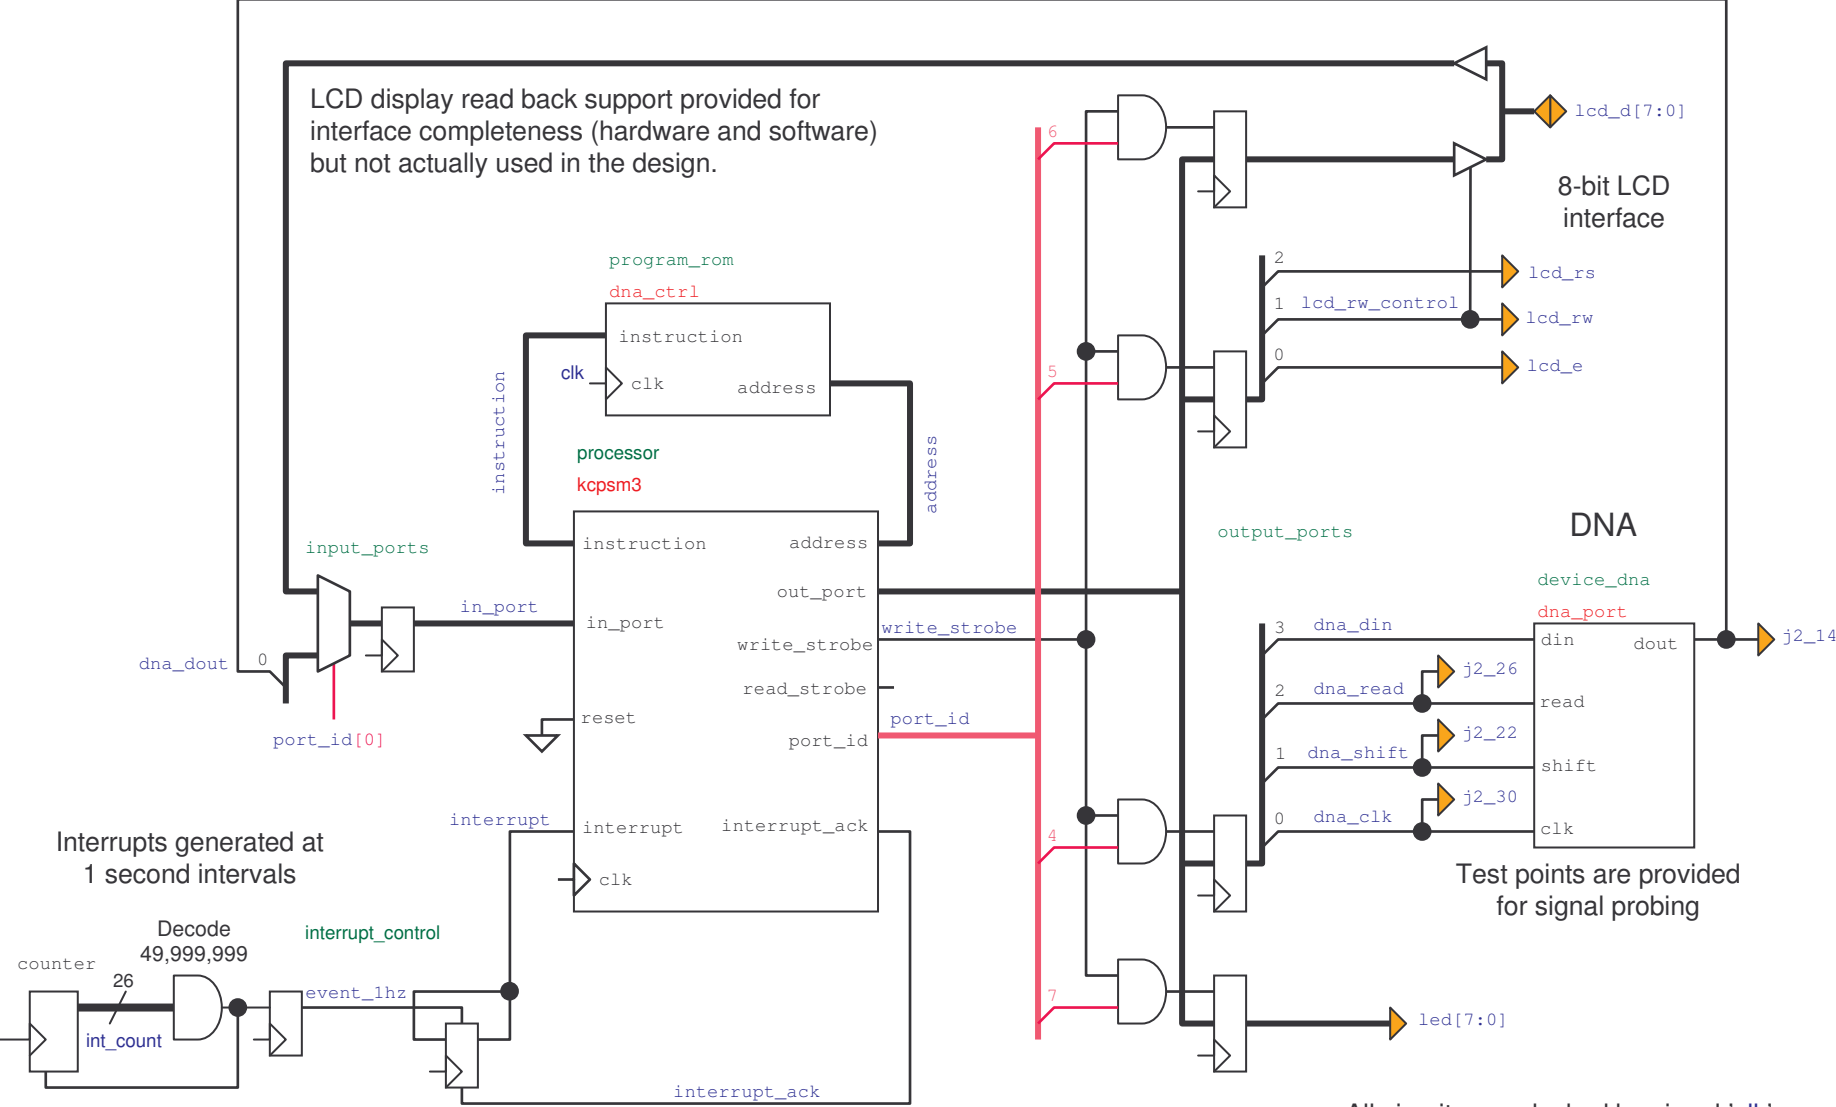 LCD display read back support provided for
interface completeness (hardware and software)
but not actually used in the design.
6
lcd_d[7:0]
8-bit LCD
interface
program_rom
dna_ctrl
instruction
clk
clk
address
instruction
address
2
lcd_rs
1
lcd_rw_control
lcd_rw
0
lcd_e
5
processor
kcpsm3
instruction
address
out_port
in_port
write_strobe
read_strobe
reset
port_id
interrupt
interrupt_ack
clk
input_ports
in_port
dna_dout
0
port_id[0]
write_strobe
port_id
interrupt
output_ports
DNA
device_dna
dna_port
3
dna_din
din
dout
j2_14
j2_26
2
dna_read
read
j2_22
1
dna_shift
shift
j2_30
0
dna_clk
clk
4
Test points are provided
for signal probing
Interrupts generated at
1 second intervals
Decode
49,999,999
interrupt_control
counter
26
int_count
event_1hz
interrupt_ack
7
led[7:0]